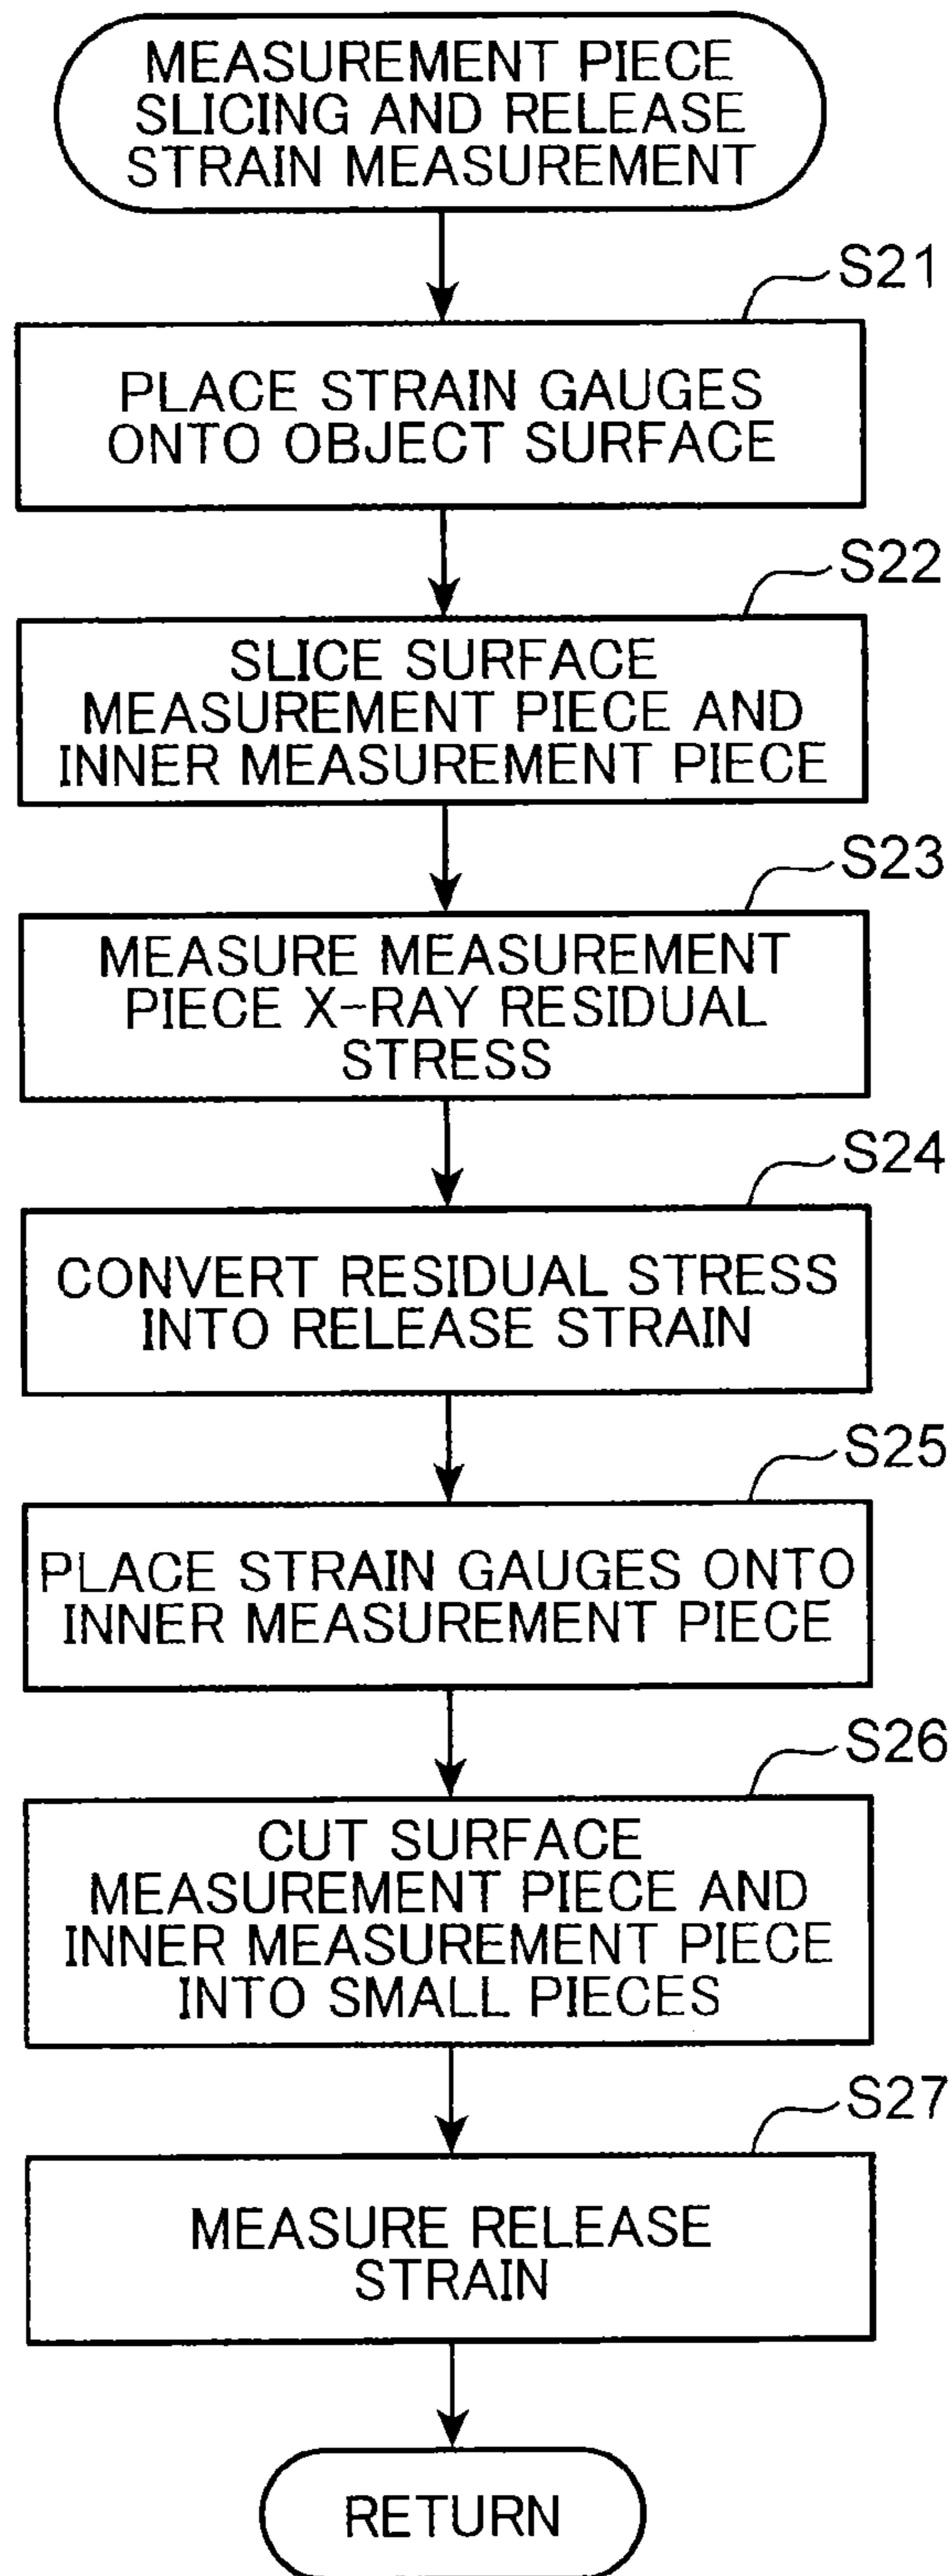 MEASUREMENT PIECE
SLICING AND RELEASE
STRAIN MEASUREMENT
S21
PLACE STRAIN GAUGES
ONTO OBJECT SURFACE
S22
SLICE SURFACE
MEASUREMENT PIECE AND
INNER MEASUREMENT PIECE
S23
MEASURE MEASUREMENT
PIECE X-RAY RESIDUAL
STRESS
S24
CONVERT RESIDUAL STRESS
INTO RELEASE STRAIN
S25
PLACE STRAIN GAUGES ONTO
INNER MEASUREMENT PIECE
S26
CUT SURFACE
MEASUREMENT PIECE AND
INNER MEASUREMENT PIECE
INTO SMALL PIECES
S27
MEASURE RELEASE
STRAIN
RETURN